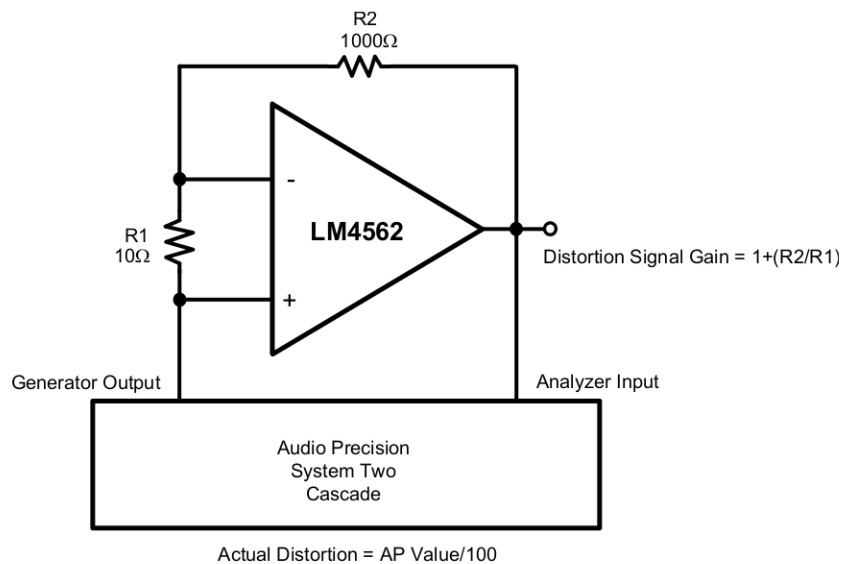 R2
1000Ω
-
R1
10Ω
LM4562
+
Distortion Signal Gain = 1+(R2/R1)
Generator Output
Analyzer Input
Audio Precision
System Two
Cascade
Actual Distortion = AP Value/100